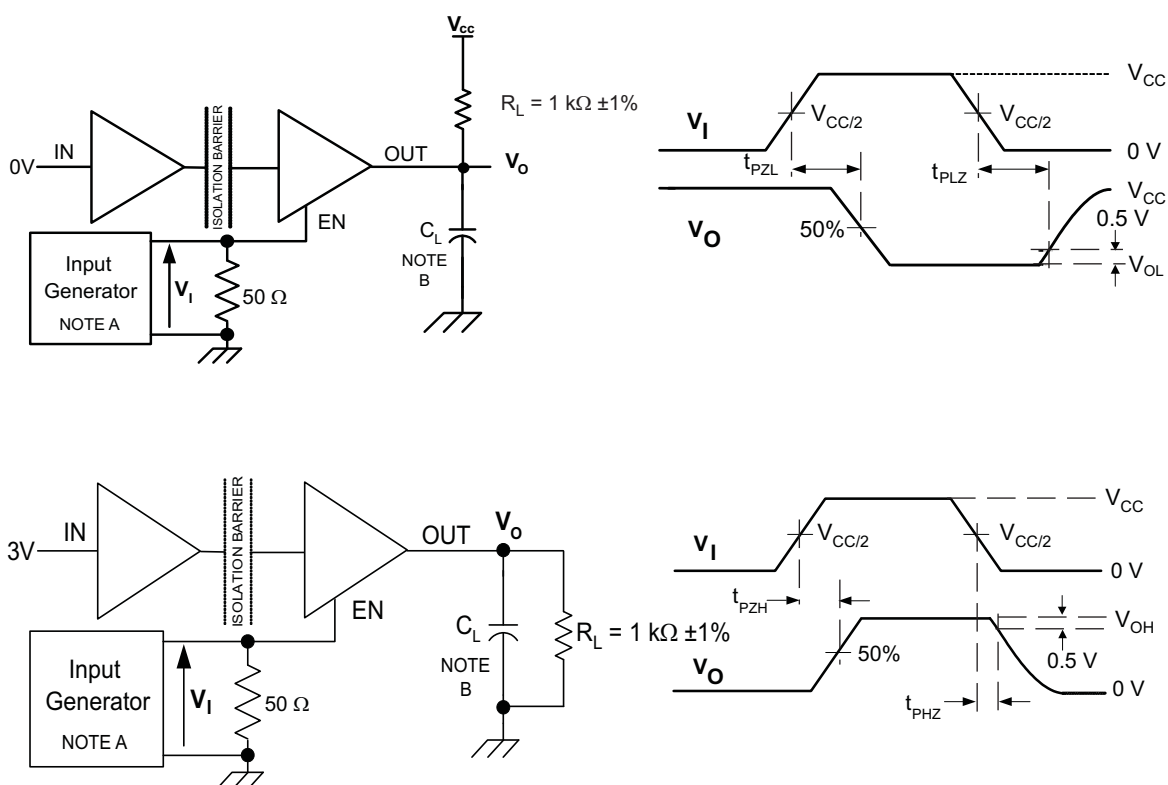 Vcc
RL = 1 kΩ ±1%
0V
IN
ISOLATION BARRIER
OUT
VO
EN
CL
NOTE
B
Input
Generator
NOTE A
VI
50 Ω
VI
VCC/2
VCC/2
VCC
0 V
tPZL
tPLZ
VO
50%
VCC
0.5 V
VOL
3V
IN
ISOLATION BARRIER
OUT
VO
EN
CL
NOTE
B
RL = 1 kΩ ±1%
Input
Generator
NOTE A
VI
50 Ω
VI
VCC/2
VCC/2
VCC
0 V
tPZH
VO
50%
VOH
0.5 V
0 V
tPHZ